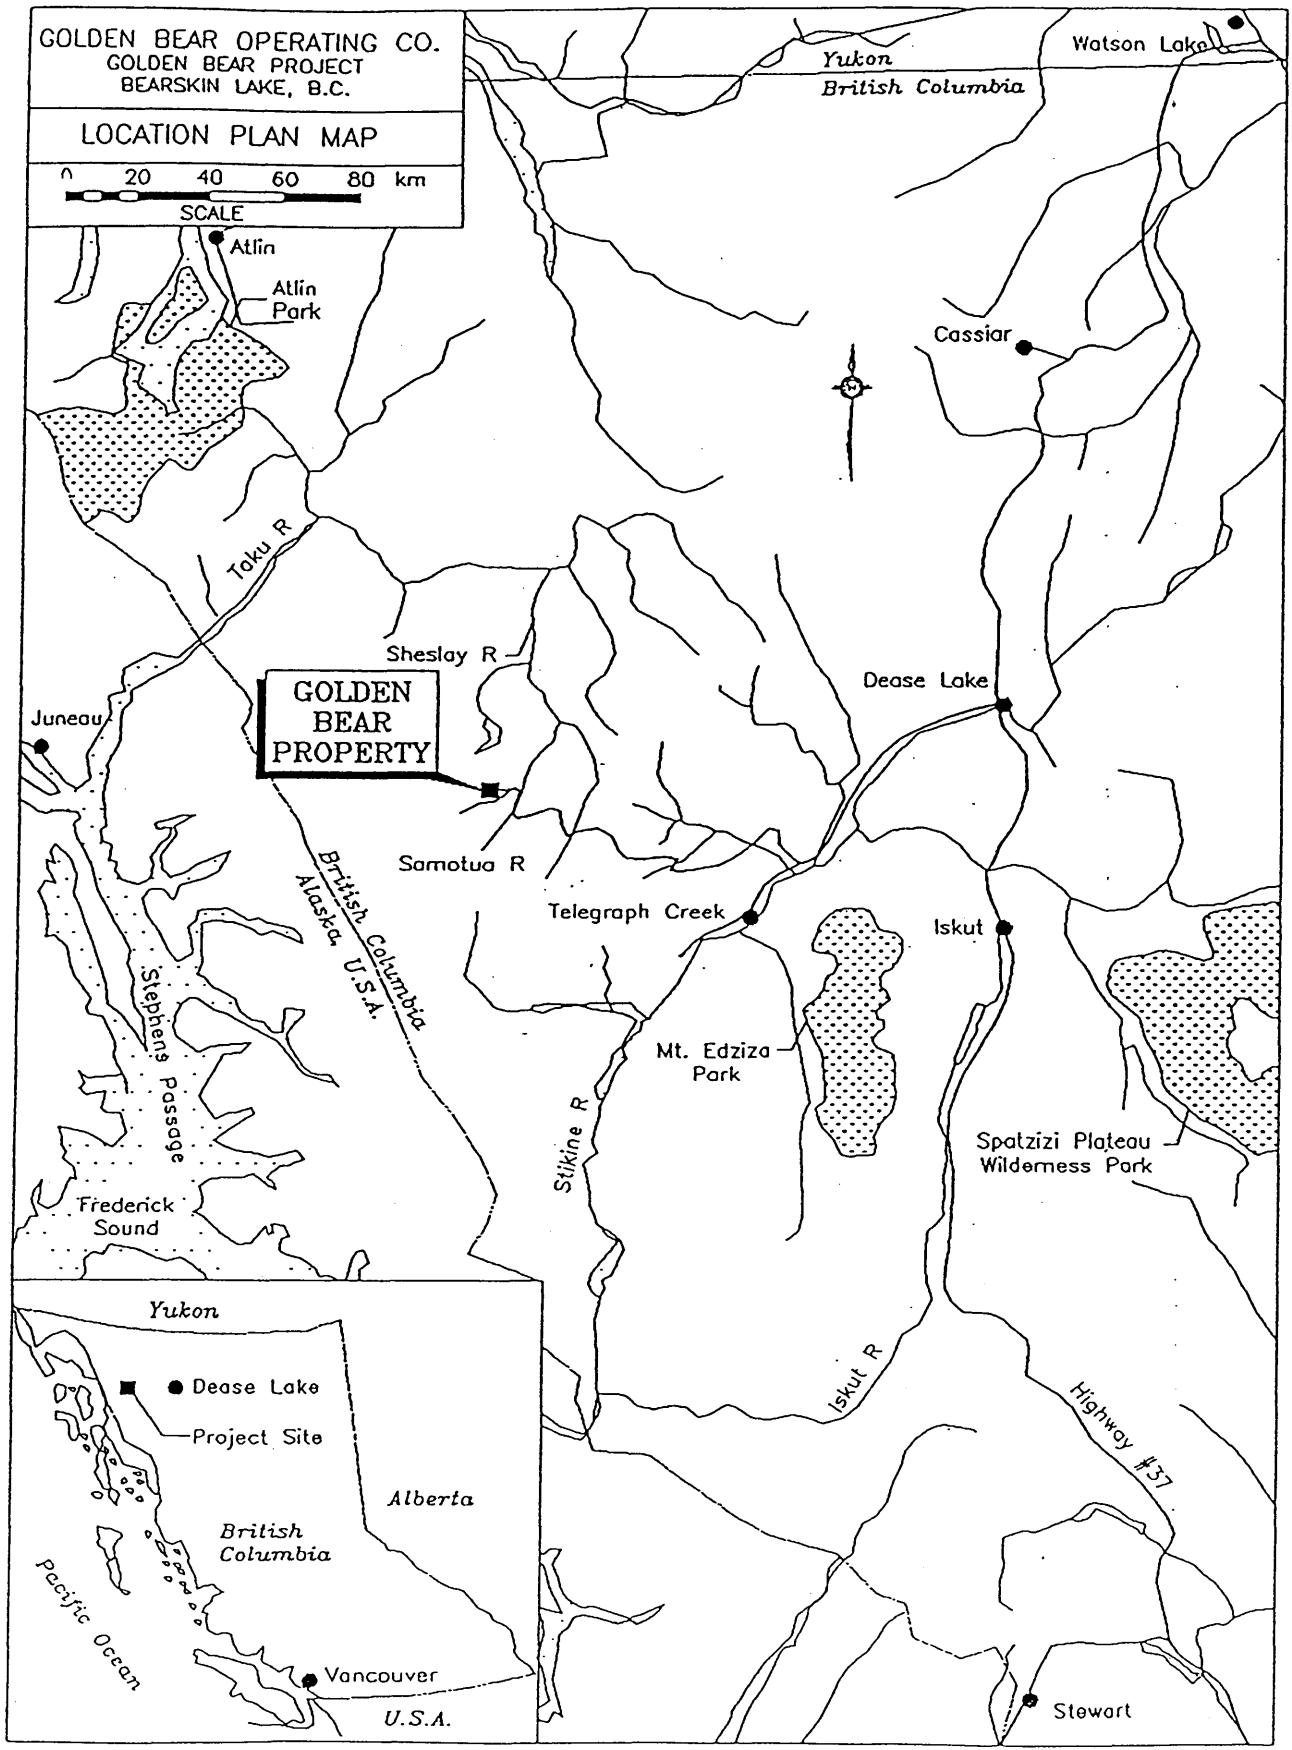 GOLDEN BEAR OPERATING CO.
GOLDEN BEAR PROJECT
BEARSKIN LAKE, B.C.
LOCATION PLAN MAP
20 40 60 80 km
SCALE
Watson Lake
Yukon
British Columbia
Atlin
Atlin
Park
Cassiar
Taku R
Sheslay R
Dease Lake
GOLDEN
BEAR
PROPERTY
Juneau
Samotua R
British Columbia
Alaska, U.S.A.
Telegraph Creek
Iskut
Stephens Passage
Mt. Edziza
Park
Stikine R
Spatzizi Plateau
Wilderness Park
Frederick
Sound
Iskut R
Highway #37
Stewart
Yukon
Dease Lake
Project Site
Alberta
British
Columbia
Pacific Ocean
Vancouver
U.S.A.